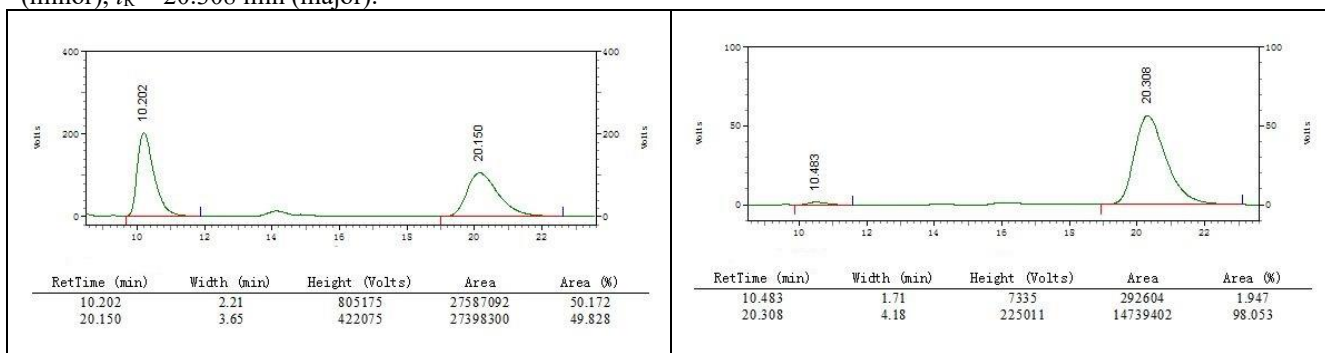 (minor), tR = 20.308 min (major).
400 400
10.202
20.150
200 200
Volts Volts
0 0
10 12 14 16 18 20 22
RetTime (min) Width (min) Height (Volts) Area Area (%)
10.202 2.21 805175 27587092 50.172
20.150 3.65 422075 27398300 49.828
100 100
20.308
50 50
Volts Volts
10.483
0 0
10 12 14 16 18 20 22
RetTime (min) Width (min) Height (Volts) Area Area (%)
10.483 1.71 7335 292604 1.947
20.308 4.18 225011 14739402 98.053